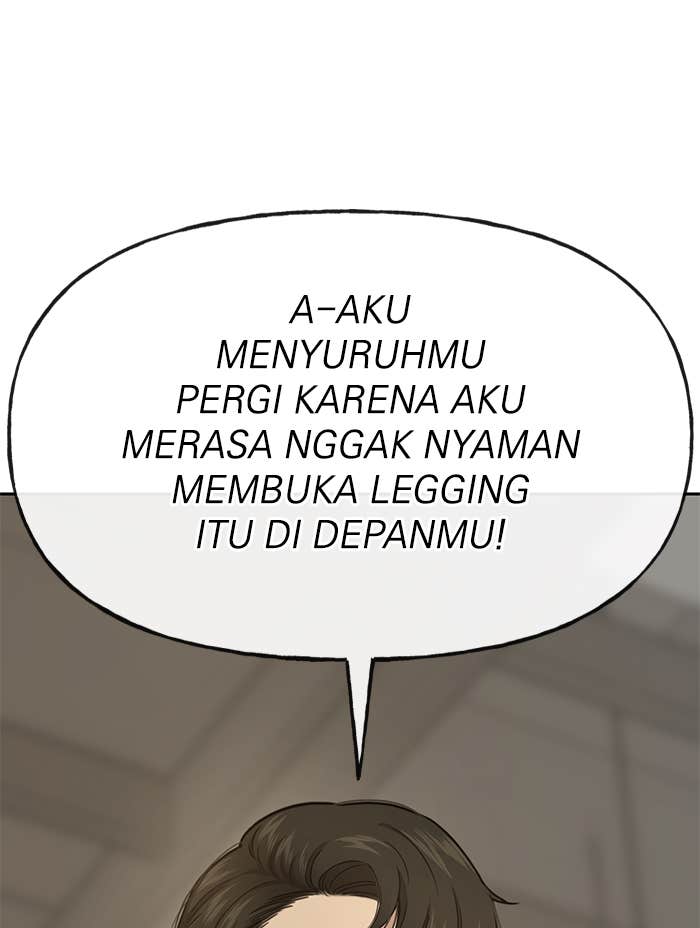 A-AKU
MENYURUHMU
PERGI KARENA AKU
MERASA NGGAK NYAMAN
MEMBUKA LEGGING
ITU DI DEPANMU!